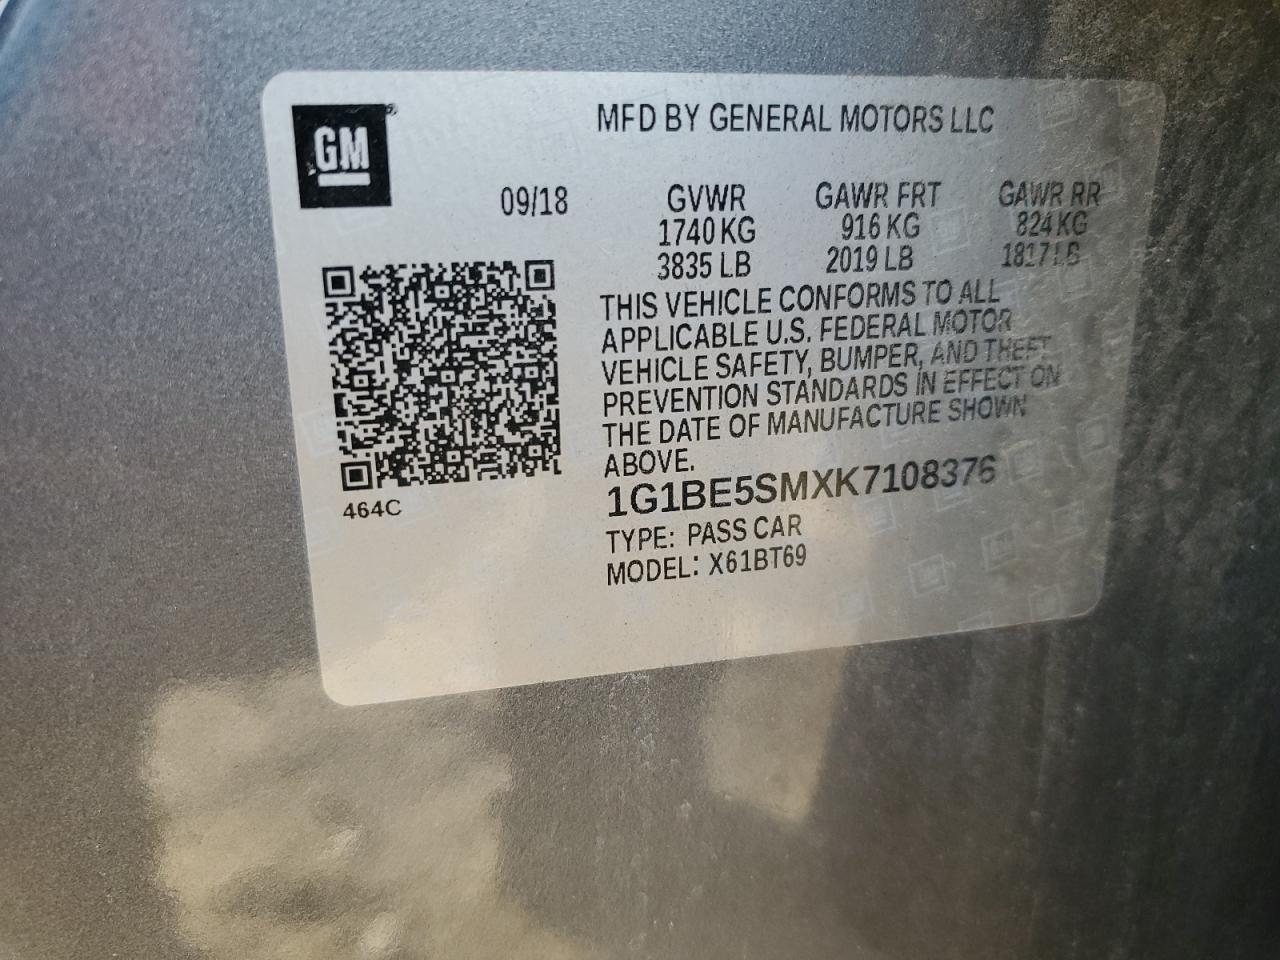 GM
MFD BY GENERAL MOTORS LLC
09/18 GVWR GAWR FRT GAWR RR
1740 KG 916 KG 824 KG
3835 LB 2019 LB 1817 LB
THIS VEHICLE CONFORMS TO ALL
APPLICABLE U.S. FEDERAL MOTOR
VEHICLE SAFETY, BUMPER, AND THEFT
PREVENTION STANDARDS IN EFFECT ON
THE DATE OF MANUFACTURE SHOWN
ABOVE.
1G1BE5SMXK7108376
464C
TYPE: PASS CAR
MODEL: X61BT69